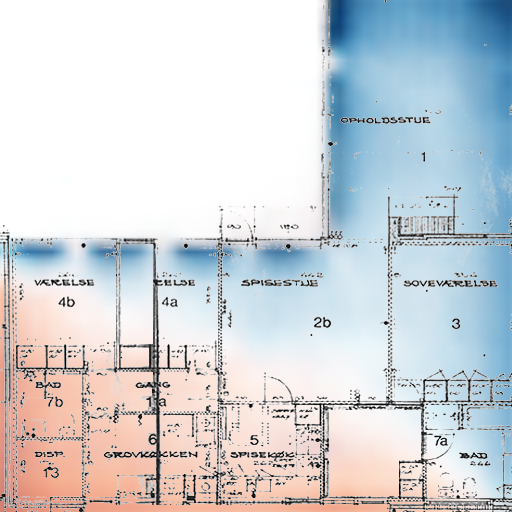 OPHOLDSSTUE
1
VÆRELSE
4b
ELSE
4a
SPISESTUE
2b
SOVEVÆRELSE
3
BAD
7b
GANG
6
GROVKØKKEN
5
SPISEKØK
DISP.
13
7a
BAD